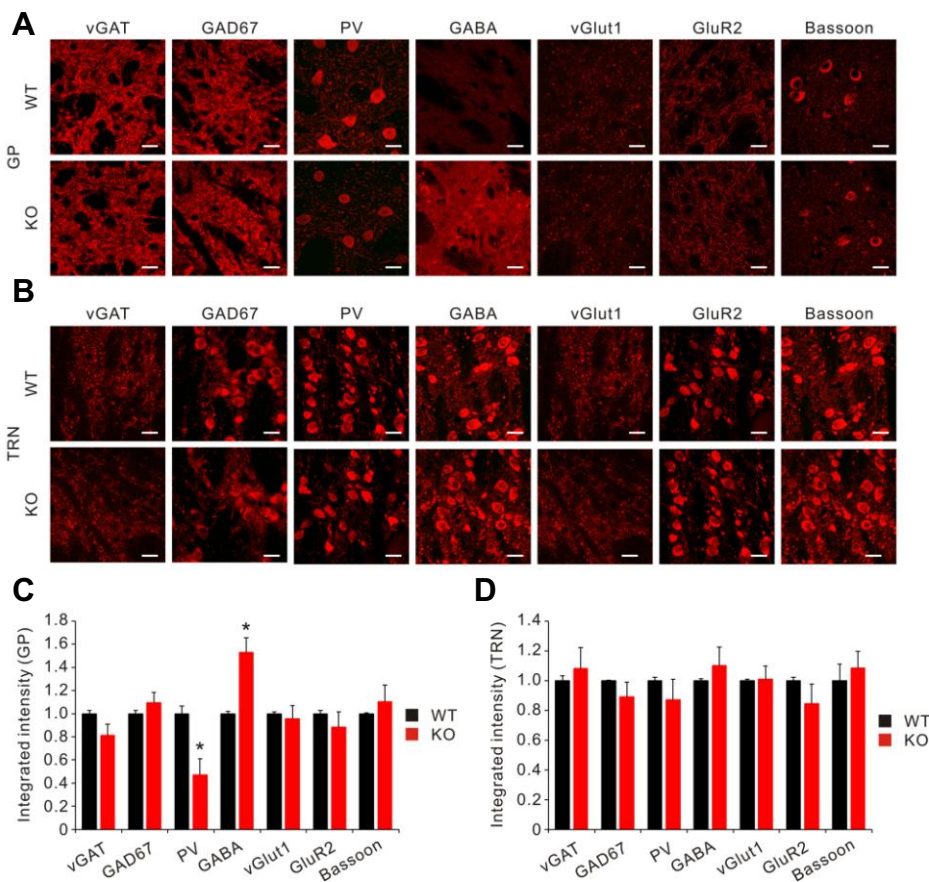 A
vGAT GAD67 PV GABA vGlut1 GluR2 Bassoon
WT
GP
KO
B
vGAT GAD67 PV GABA vGlut1 GluR2 Bassoon
WT
TRN
KO
C
Integrated intensity (GP)
1.8
1.6
1.4
1.2
1.0
0.8
0.6
0.4
0.2
0
*
*
WT
KO
vGAT GAD67 PV GABA vGlut1 GluR2 Bassoon
D
Integrated intensity (TRN)
1.4
1.2
1.0
0.8
0.6
0.4
0.2
0
WT
KO
vGAT GAD67 PV GABA vGlut1 GluR2 Bassoon